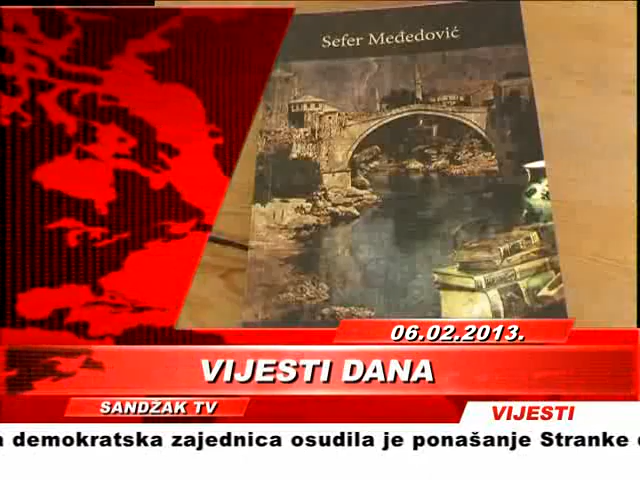 Sefer Međedović
06.02.2013.
VIJESTI DANA
SANDŽAK TV
VIJESTI
demokratska zajednica osudila je ponašanje Stranke